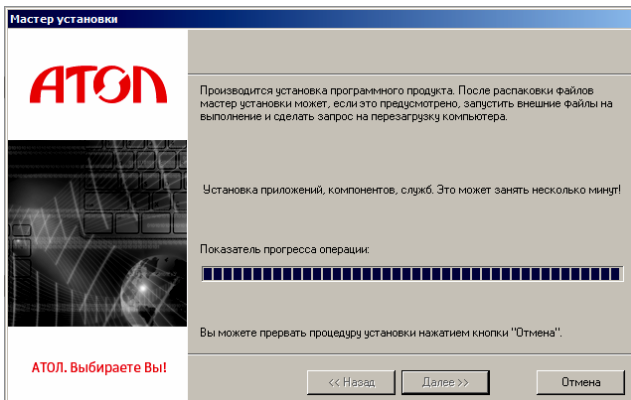 Мастер установки
АТОЛ
Производится установка программного продукта. После распаковки файлов
мастер установки может, если это предусмотрено, запустить внешние файлы на
выполнение и сделать запрос на перезагрузку компьютера.
Установка приложений, компонентов, служб. Это может занять несколько минут!
Показатель прогресса операции:
Вы можете прервать процедуру установки нажатием кнопки "Отмена".
АТОЛ. Выбираете Вы!
<< Назад
Далее >>
Отмена